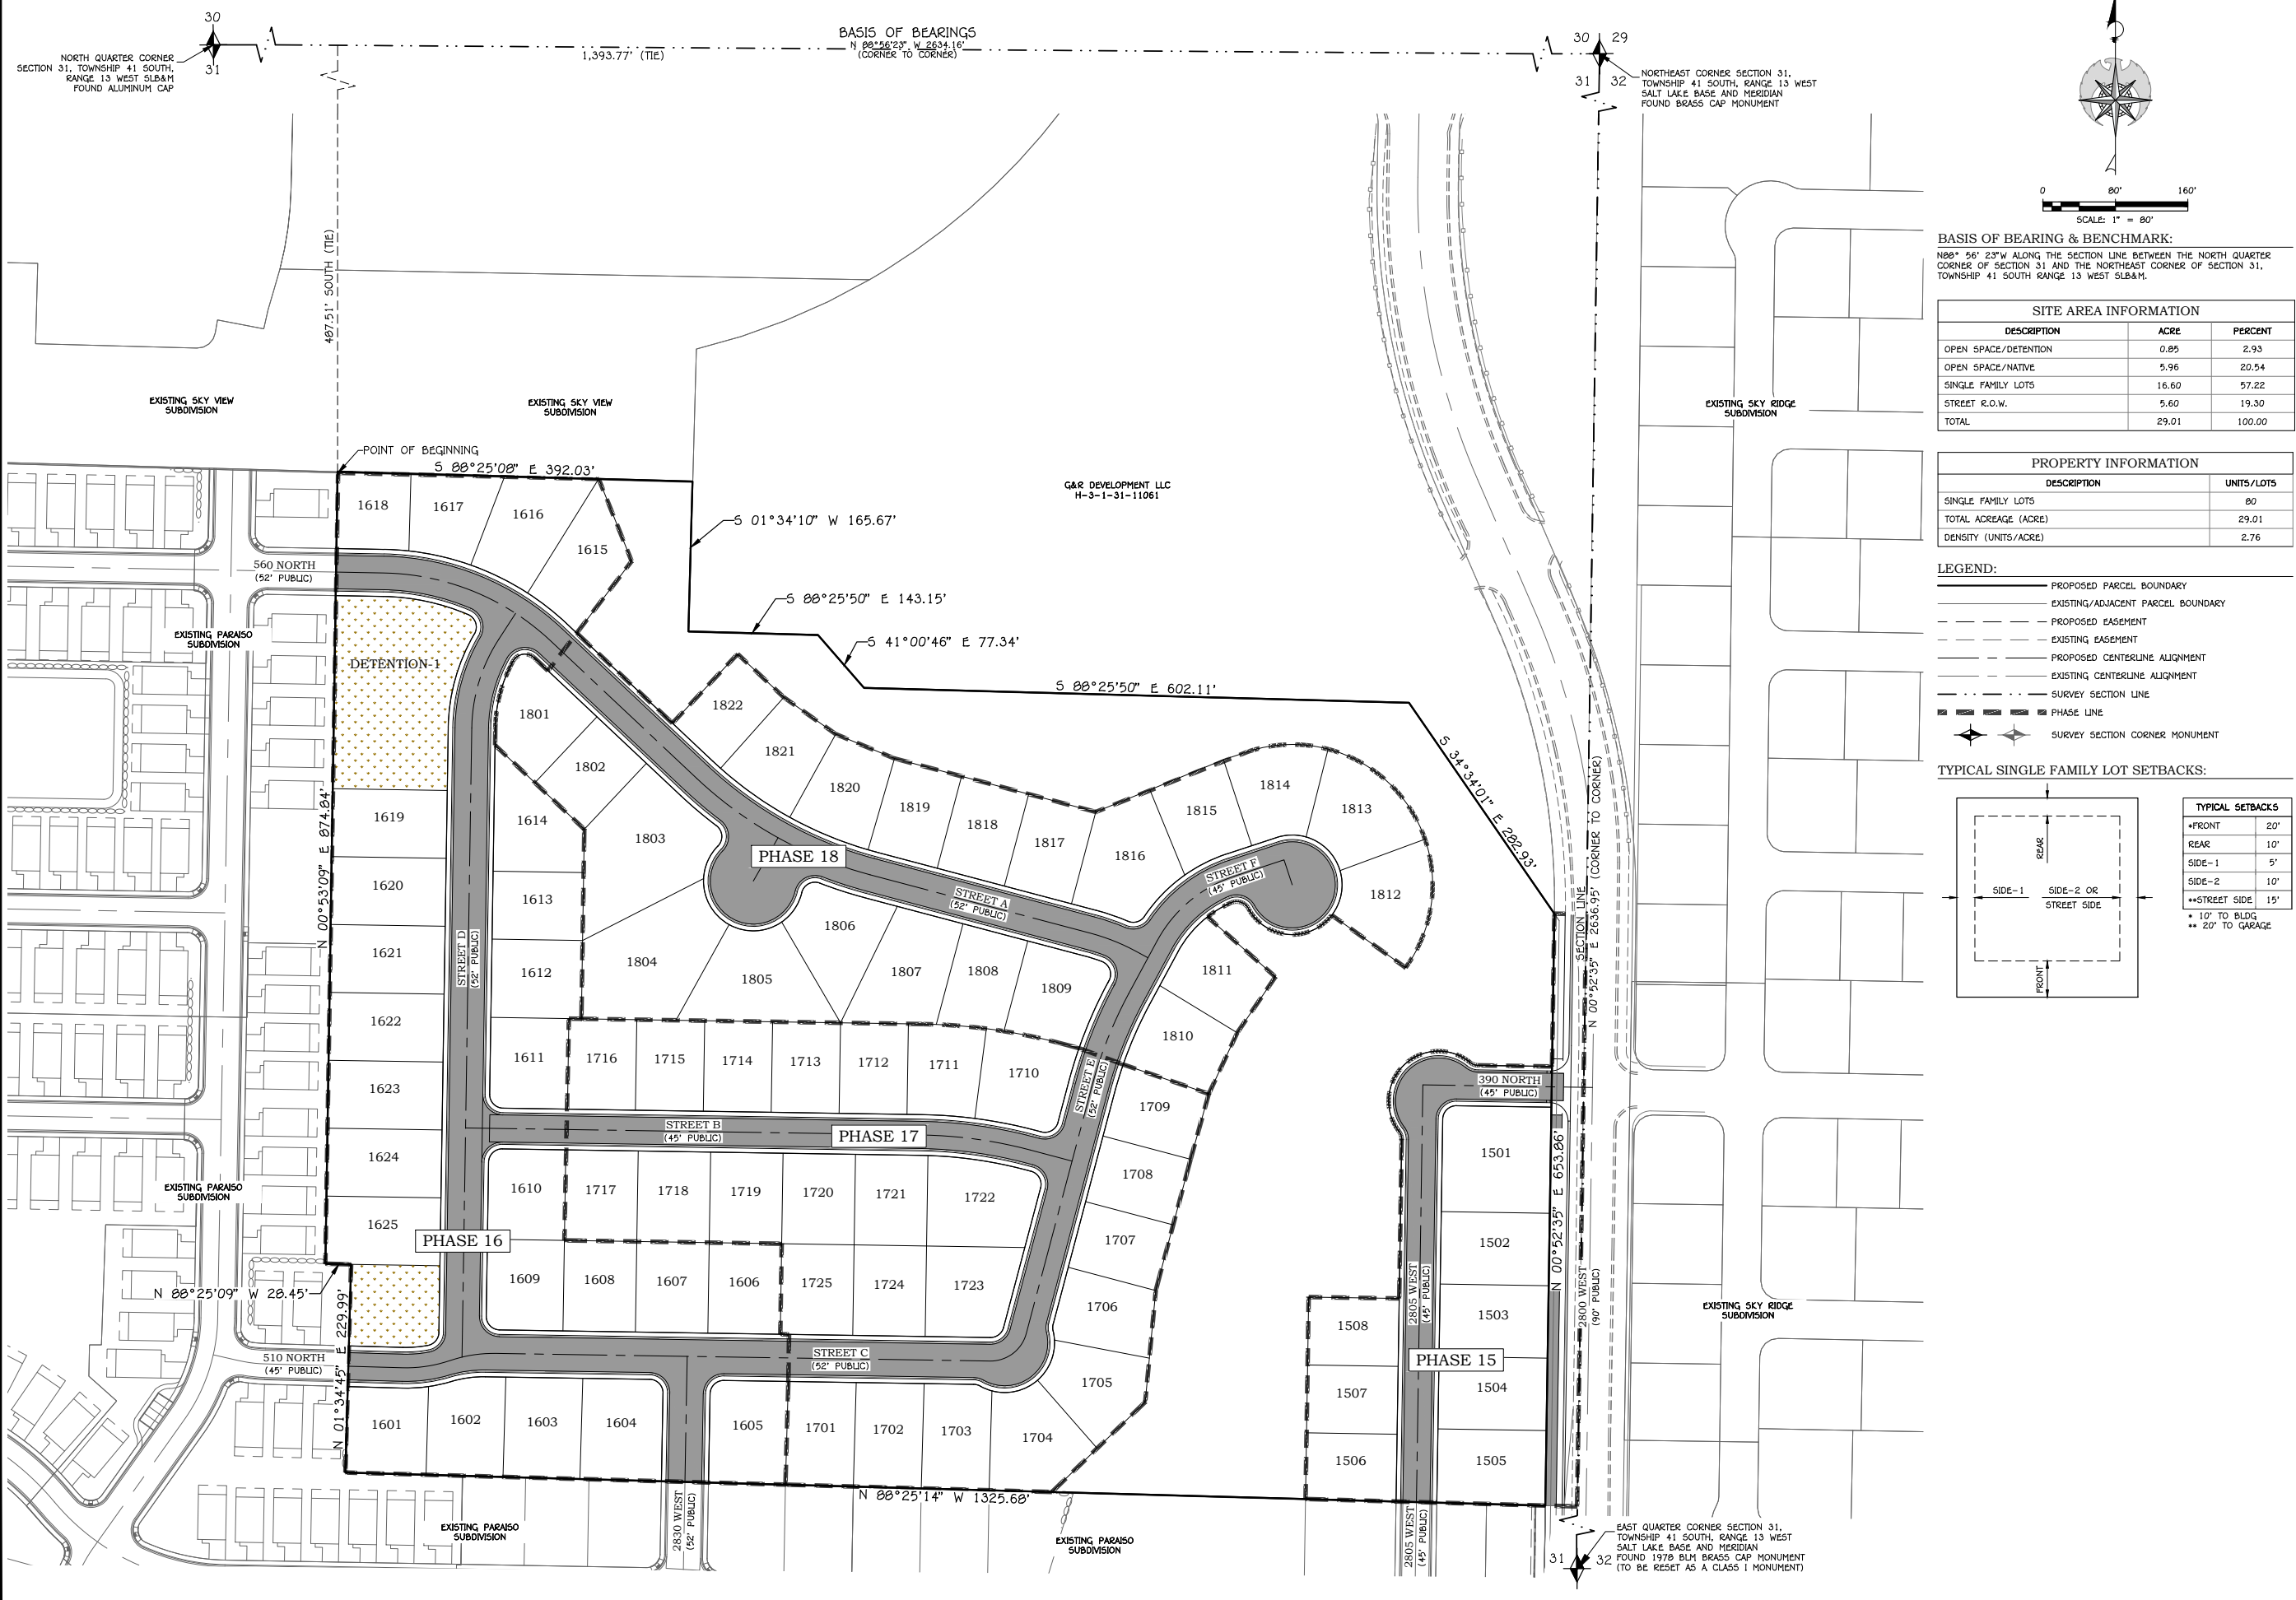 30
31
NORTH QUARTER CORNER
SECTION 31, TOWNSHIP 41 SOUTH,
RANGE 13 WEST SLB&M
FOUND ALUMINUM CAP
BASIS OF BEARINGS
N 88°56'23" W 2634.16'
(CORNER TO CORNER)
1,393.77' (TIE)
30 29
31 32
NORTHEAST CORNER SECTION 31,
TOWNSHIP 41 SOUTH, RANGE 13 WEST
SALT LAKE BASE AND MERIDIAN
FOUND BRASS CAP MONUMENT
487.51' SOUTH (TIE)
EXISTING SKY VIEW
SUBDIVISION
EXISTING SKY VIEW
SUBDIVISION
EXISTING SKY RIDGE
SUBDIVISION
POINT OF BEGINNING
S 88°25'08" E 392.03'
G&R DEVELOPMENT LLC
H-3-1-31-11061
S 01°34'10" W 165.67'
S 88°25'50" E 143.15'
S 41°00'46" E 77.34'
S 88°25'50" E 602.11'
S 34°34'01" E 282.93'
1618
1617
1616
1615
560 NORTH
(52' PUBLIC)
EXISTING PARAISO
SUBDIVISION
DETENTION-1
1801
1802
1803
1822
1821
1820
1819
1818
1817
1816
1815
1814
1813
1812
PHASE 18
STREET A
(52' PUBLIC)
STREET F
(45' PUBLIC)
1619
1620
1621
1622
1623
1624
1625
N 00°53'09" E 874.84'
STREET D
(52' PUBLIC)
1614
1613
1612
1611
1804
1805
1806
1807
1808
1809
1811
1810
1716
1715
1714
1713
1712
1711
1710
STREET E
(52' PUBLIC)
1709
1708
1707
1706
1705
STREET B
(45' PUBLIC)
PHASE 17
1610
1717
1718
1719
1720
1721
1722
PHASE 16
1609
1608
1607
1606
1725
1724
1723
EXISTING PARAISO
SUBDIVISION
N 88°25'09" W 28.45'
N 01°34'45" E 229.99'
510 NORTH
(45' PUBLIC)
STREET C
(52' PUBLIC)
1601
1602
1603
1604
1605
1701
1702
1703
1704
2830 WEST
(52' PUBLIC)
N 88°25'14" W 1325.68'
EXISTING PARAISO
SUBDIVISION
EXISTING PARAISO
SUBDIVISION
390 NORTH
(45' PUBLIC)
1501
1502
1503
1504
1505
1508
1507
1506
PHASE 15
2805 WEST
(45' PUBLIC)
2805 WEST
(45' PUBLIC)
N 00°52'35" E 653.86'
SECTION LINE
N 00°52'35" E 2636.95' (CORNER TO CORNER)
2800 WEST
(90' PUBLIC)
EXISTING SKY RIDGE
SUBDIVISION
31 32
EAST QUARTER CORNER SECTION 31,
TOWNSHIP 41 SOUTH, RANGE 13 WEST
SALT LAKE BASE AND MERIDIAN
FOUND 1978 BLM BRASS CAP MONUMENT
(TO BE RESET AS A CLASS 1 MONUMENT)
0 80' 160'
SCALE: 1" = 80'
BASIS OF BEARING & BENCHMARK:
N88° 56' 23"W ALONG THE SECTION LINE BETWEEN THE NORTH QUARTER
CORNER OF SECTION 31 AND THE NORTHEAST CORNER OF SECTION 31,
TOWNSHIP 41 SOUTH RANGE 13 WEST SLB&M.
SITE AREA INFORMATION
DESCRIPTION ACRE PERCENT
OPEN SPACE/DETENTION 0.85 2.93
OPEN SPACE/NATIVE 5.96 20.54
SINGLE FAMILY LOTS 16.60 57.22
STREET R.O.W. 5.60 19.30
TOTAL 29.01 100.00
PROPERTY INFORMATION
DESCRIPTION UNITS/LOTS
SINGLE FAMILY LOTS 80
TOTAL ACREAGE (ACRE) 29.01
DENSITY (UNITS/ACRE) 2.76
LEGEND:
PROPOSED PARCEL BOUNDARY
EXISTING/ADJACENT PARCEL BOUNDARY
PROPOSED EASEMENT
EXISTING EASEMENT
PROPOSED CENTERLINE ALIGNMENT
EXISTING CENTERLINE ALIGNMENT
SURVEY SECTION LINE
PHASE LINE
SURVEY SECTION CORNER MONUMENT
TYPICAL SINGLE FAMILY LOT SETBACKS:
REAR
SIDE-1
SIDE-2 OR
STREET SIDE
FRONT
TYPICAL SETBACKS
*FRONT 20'
REAR 10'
SIDE-1 5'
SIDE-2 10'
**STREET SIDE 15'
* 10' TO BLDG
** 20' TO GARAGE